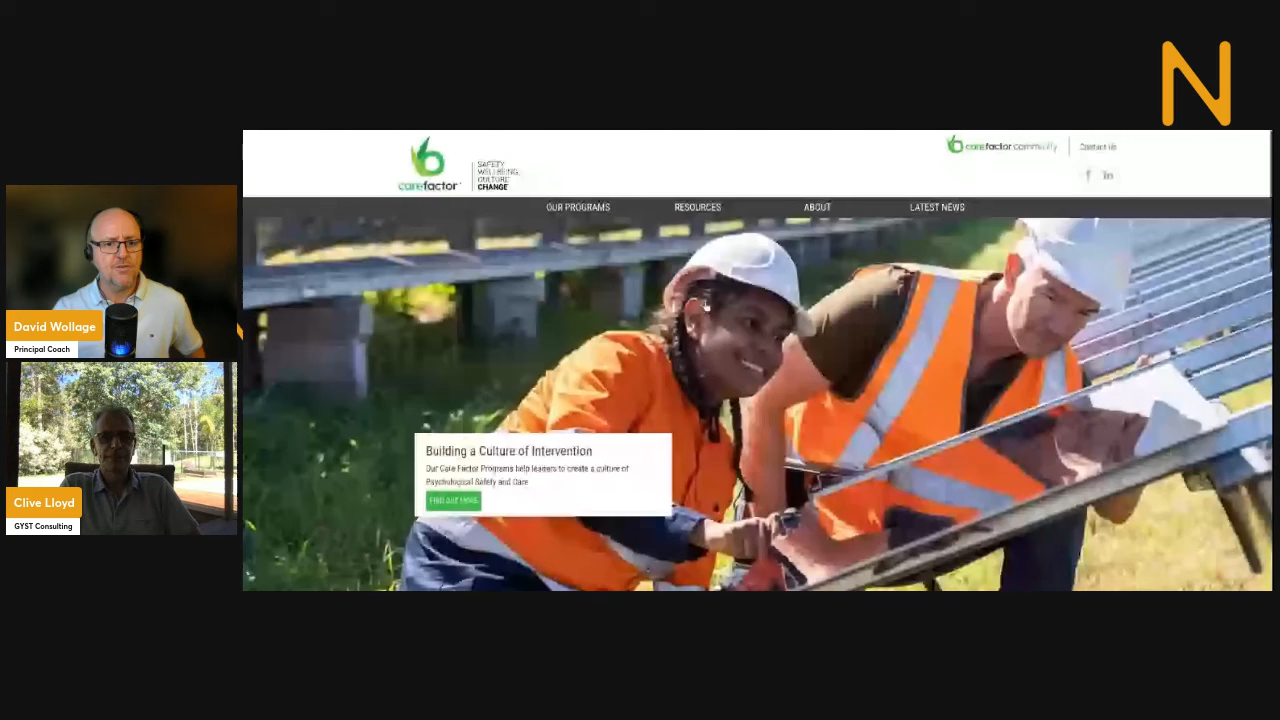 N
carefactor
SAFETY
WELLBEING
CULTURE
CHANGE
carefactor community
Contact Us
f in
OUR PROGRAMS RESOURCES ABOUT LATEST NEWS
Building a Culture of Intervention
Our Care Factor Programs help leaders to create a culture of
Psychological Safety and Care
FIND OUT MORE
David Wollage
Principal Coach
Clive Lloyd
GYST Consulting